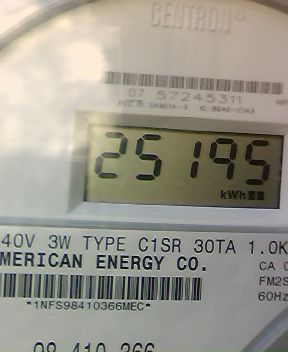 CENTRON®
07 57245311
25195
kWh
40V 3W TYPE C1SR 30TA 1.0K
MERICAN ENERGY CO.
CA
*1NFS98410366MEC*
FM2S
60Hz
98 410 366